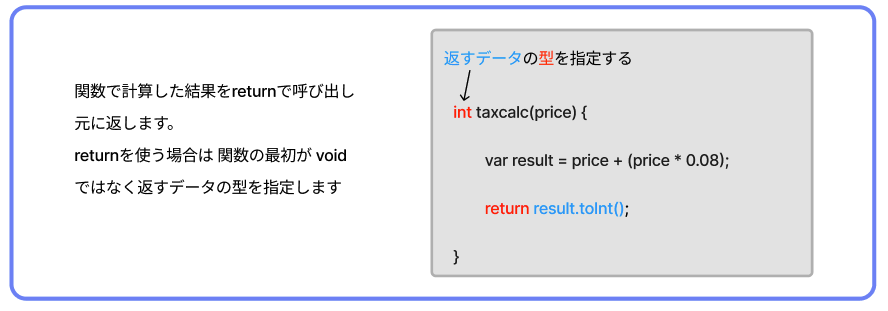 関数で計算した結果をreturnで呼び出し
元に返します。
returnを使う場合は 関数の最初が void
ではなく返すデータの型を指定します
返すデータの型を指定する
int taxcalc(price) {
var result = price + (price * 0.08);
return result.toInt();
}